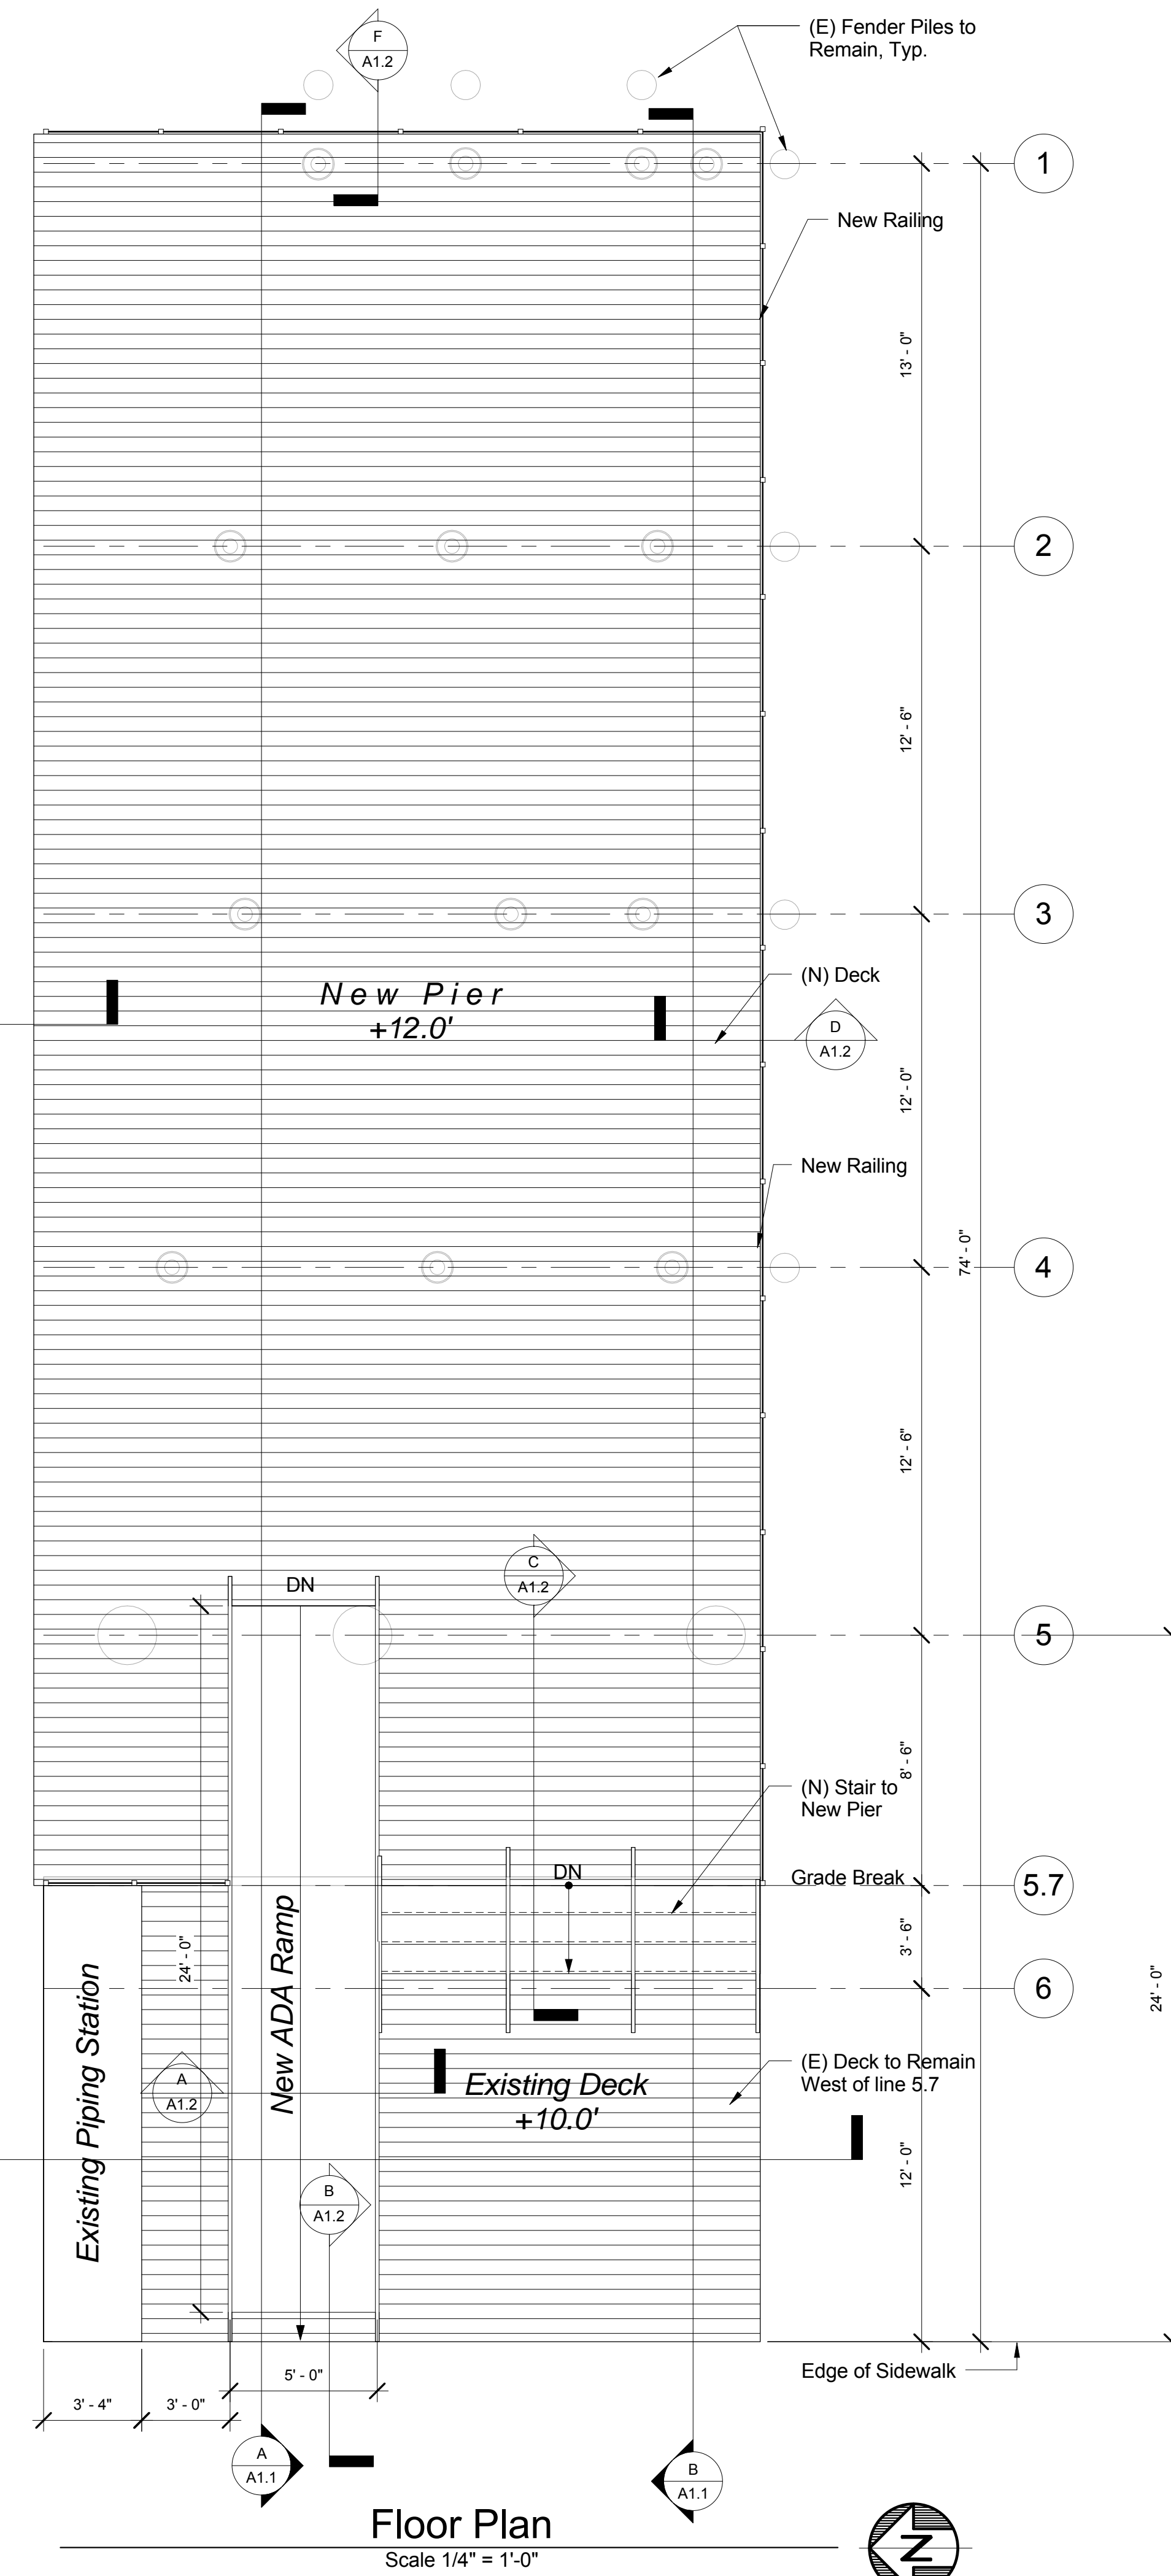 F
A1.2
(E) Fender Piles to
Remain, Typ.
1
New Railing
13' - 0"
2
12' - 6"
3
(N) Deck
New Pier
+12.0'
D
A1.2
12' - 0"
New Railing
74' - 0"
4
12' - 6"
C
A1.2
DN
5
8' - 6"
(N) Stair to
New Pier
DN
Grade Break
5.7
3' - 6"
24' - 0"
New ADA Ramp
Existing Piping Station
6
24' - 0"
(E) Deck to Remain
West of line 5.7
Existing Deck
+10.0'
A
A1.2
12' - 0"
B
A1.2
Edge of Sidewalk
5' - 0"
3' - 4"
3' - 0"
A
A1.1
B
A1.1
Floor Plan
Scale 1/4" = 1'-0"
N